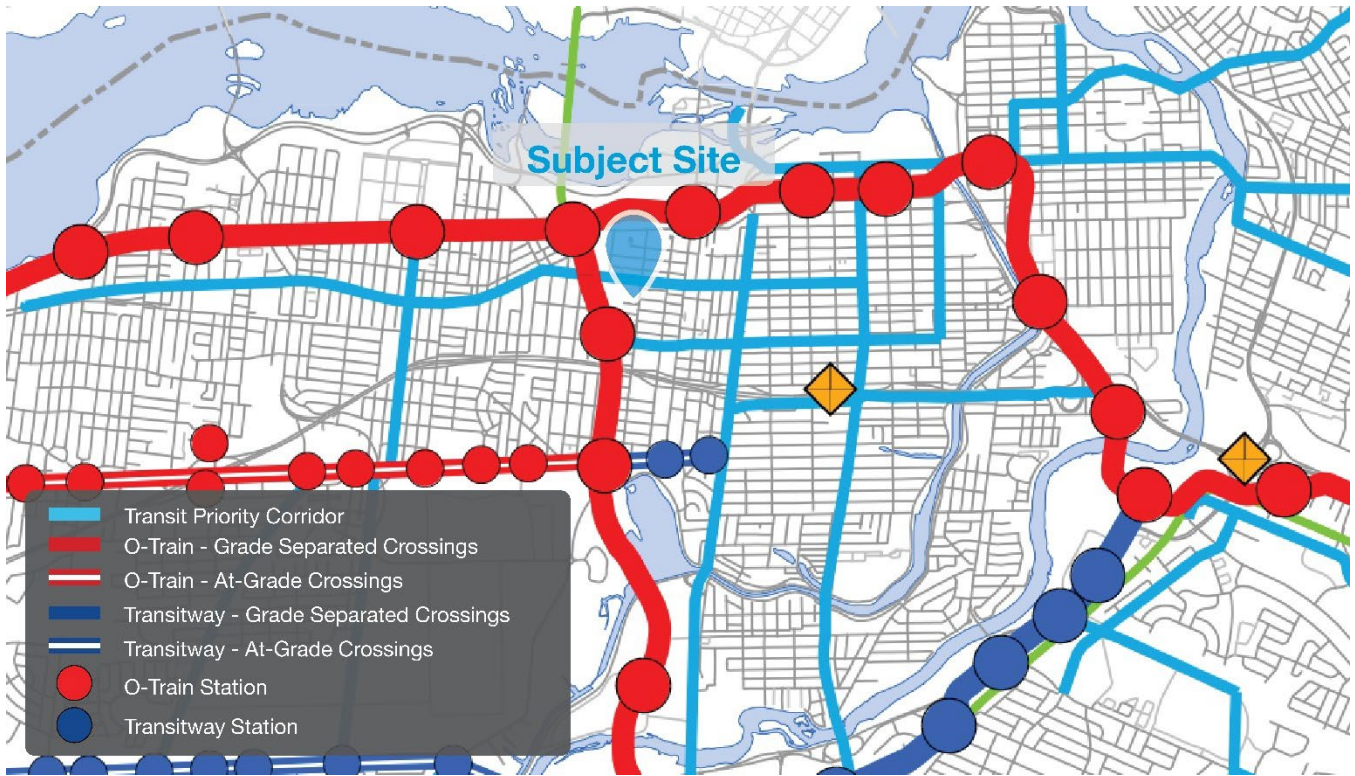 Subject Site
Transit Priority Corridor
O-Train - Grade Separated Crossings
O-Train - At-Grade Crossings
Transitway - Grade Separated Crossings
Transitway - At-Grade Crossings
O-Train Station
Transitway Station